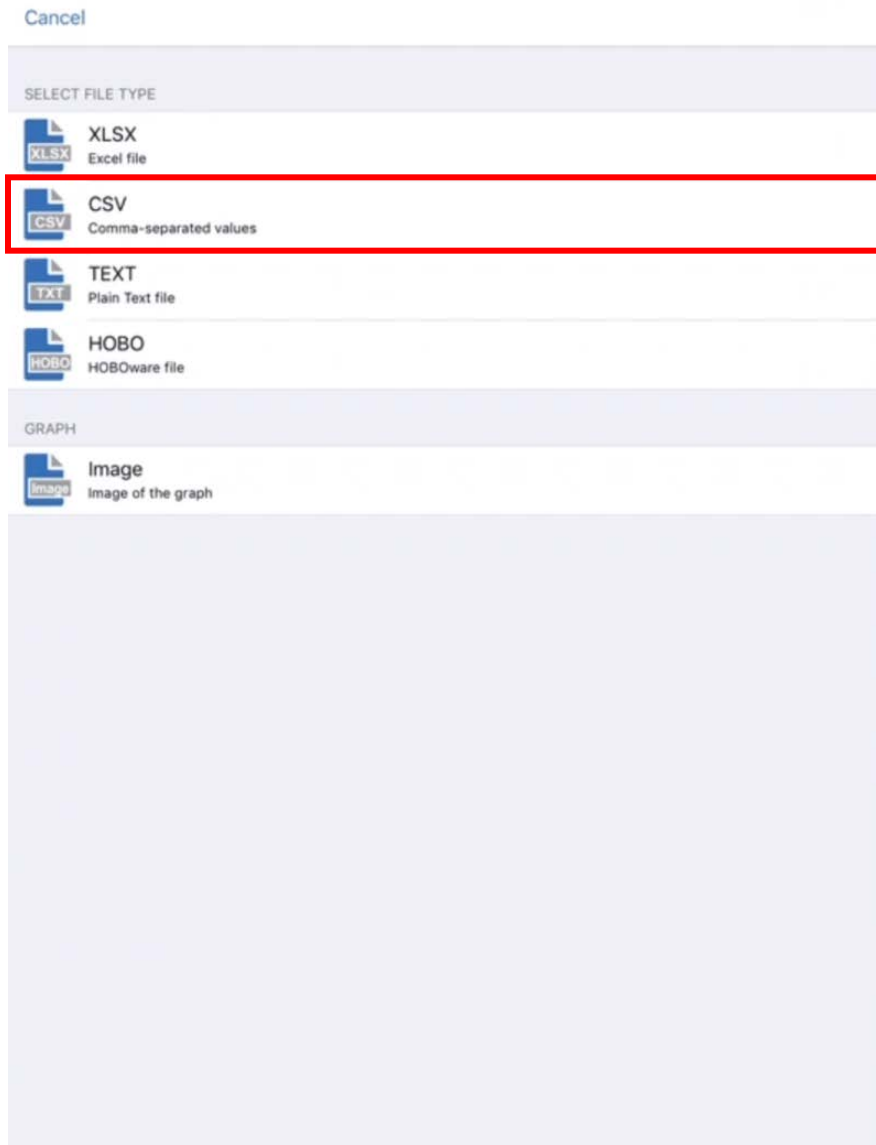 Cancel
SELECT FILE TYPE
XLSX
XLSX
Excel file
CSV
CSV
Comma-separated values
TXT
TEXT
Plain Text file
HOBO
HOBO
HOBOware file
GRAPH
Image
Image
Image of the graph